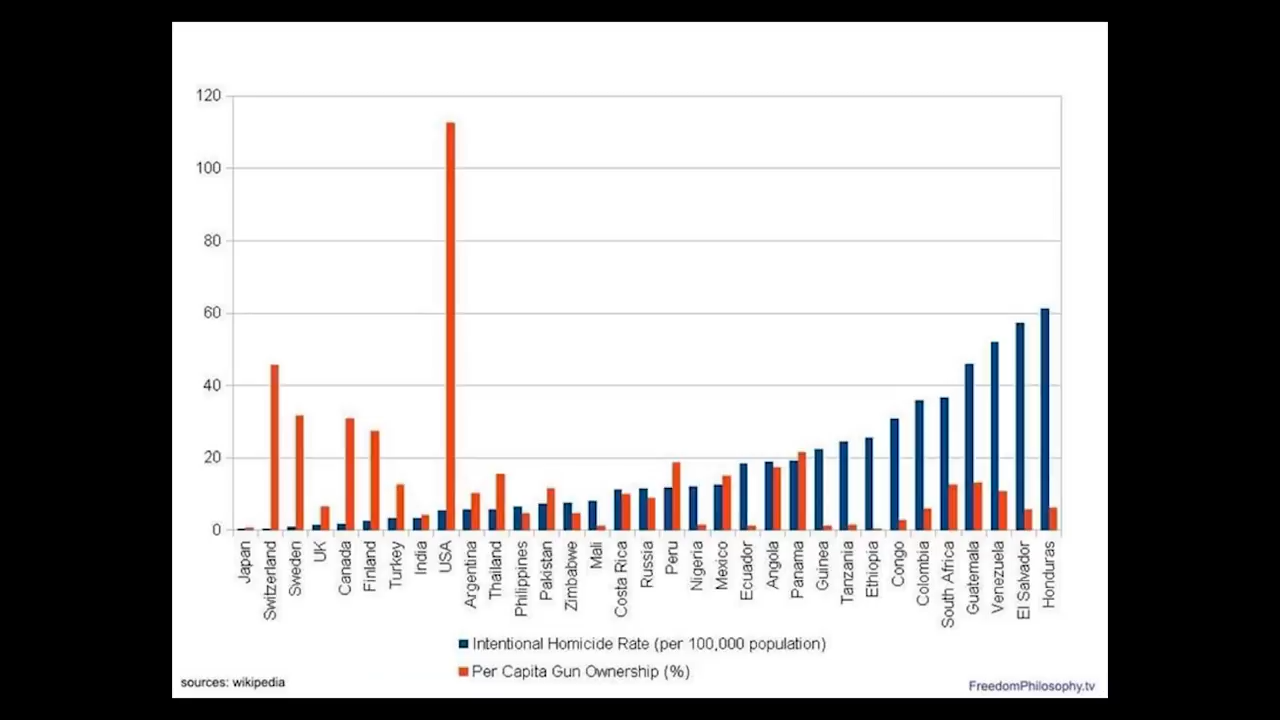 120
100
80
60
40
20
0
Japan
Switzerland
Sweden
UK
Canada
Finland
Turkey
India
USA
Argentina
Thailand
Philippines
Pakistan
Zimbabwe
Mali
Costa Rica
Russia
Peru
Nigeria
Mexico
Ecuador
Angola
Panama
Guinea
Tanzania
Ethiopia
Congo
Colombia
South Africa
Guatemala
Venezuela
El Salvador
Honduras
Intentional Homicide Rate (per 100,000 population)
Per Capita Gun Ownership (%)
sources: wikipedia
FreedomPhilosophy.tv